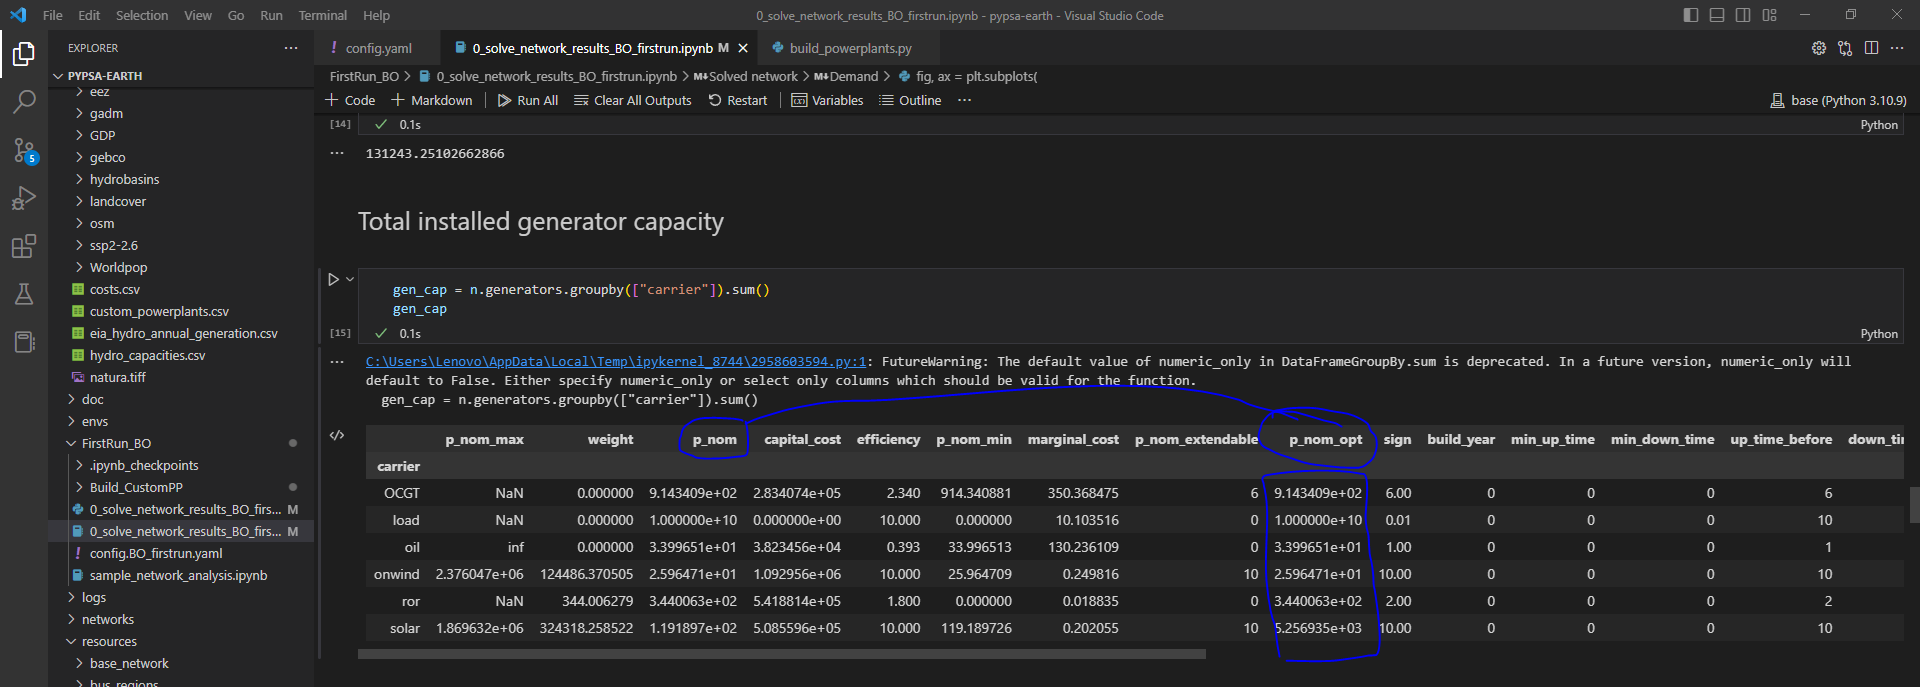 File Edit Selection View Go Run Terminal Help
0_solve_network_results_BO_firstrun.ipynb - pypsa-earth - Visual Studio Code
EXPLORER
config.yaml
0_solve_network_results_BO_firstrun.ipynb M
build_powerplants.py
PYPSA-EARTH
FirstRun_BO > 0_solve_network_results_BO_firstrun.ipynb > Solved network > Demand > fig, ax = plt.subplots(
Code Markdown Run All Clear All Outputs Restart Variables Outline
base (Python 3.10.9)
eez
gadm
GDP
gebco
hydrobasins
landcover
osm
ssp2-2.6
Worldpop
costs.csv
custom_powerplants.csv
eia_hydro_annual_generation.csv
hydro_capacities.csv
natura.tiff
doc
envs
FirstRun_BO
.ipynb_checkpoints
Build_CustomPP
0_solve_network_results_BO_firs... M
0_solve_network_results_BO_firs... M
config.BO_firstrun.yaml
sample_network_analysis.ipynb
logs
networks
resources
base_network
bus_regions
5
[14] 0.1s Python
131243.25102662866
Total installed generator capacity
gen_cap = n.generators.groupby(["carrier"]).sum()
gen_cap
[15] 0.1s Python
C:\Users\Lenovo\AppData\Local\Temp\ipykernel_8744\2958603594.py:1: FutureWarning: The default value of numeric_only in DataFrameGroupBy.sum is deprecated. In a future version, numeric_only will
default to False. Either specify numeric_only or select only columns which should be valid for the function.
gen_cap = n.generators.groupby(["carrier"]).sum()
p_nom_max weight p_nom capital_cost efficiency p_nom_min marginal_cost p_nom_extendable p_nom_opt sign build_year min_up_time min_down_time up_time_before
carrier
OCGT NaN 0.000000 9.143409e+02 2.834074e+05 2.340 914.340881 350.368475 6 9.143409e+02 6.00 0 0 0 6
load NaN 0.000000 1.000000e+10 0.000000e+00 10.000 0.000000 10.103516 0 1.000000e+10 0.01 0 0 0 10
oil inf 0.000000 3.399651e+01 3.823456e+04 0.393 33.996513 130.236109 0 3.399651e+01 1.00 0 0 0 1
onwind 2.376047e+06 124486.370505 2.596471e+01 1.092956e+06 10.000 25.964709 0.249816 10 2.596471e+01 10.00 0 0 0 10
ror NaN 344.006279 3.440063e+02 5.418814e+05 1.800 0.000000 0.018835 0 3.440063e+02 2.00 0 0 0 2
solar 1.869632e+06 324318.258522 1.191897e+02 5.085596e+05 10.000 119.189726 0.202055 10 5.256935e+03 10.00 0 0 0 10